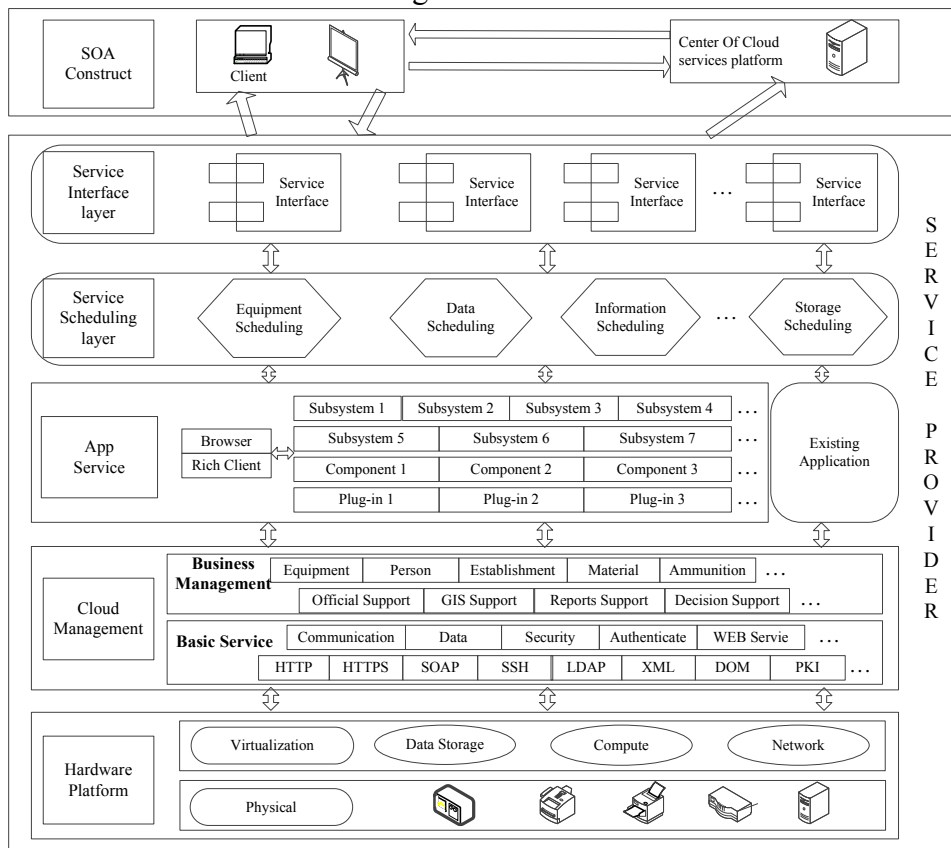 SOA
Construct
Client
Center Of Cloud
services platform
Service
Interface
layer
Service
Interface
Service
Interface
Service
Interface
...
Service
Interface
Service
Scheduling
layer
Equipment
Scheduling
Data
Scheduling
Information
Scheduling
...
Storage
Scheduling
App
Service
Browser
Rich Client
Subsystem 1 Subsystem 2 Subsystem 3 Subsystem 4 ...
Subsystem 5 Subsystem 6 Subsystem 7 ...
Component 1 Component 2 Component 3 ...
Plug-in 1 Plug-in 2 Plug-in 3 ...
Existing
Application
Cloud
Management
Business
Management
Equipment Person Establishment Material Ammunition ...
Official Support GIS Support Reports Support Decision Support ...
Basic Service
Communication Data Security Authenticate WEB Servie ...
HTTP HTTPS SOAP SSH LDAP XML DOM PKI ...
Hardware
Platform
Virtualization Data Storage Compute Network
Physical
SERVICE PROVIDER